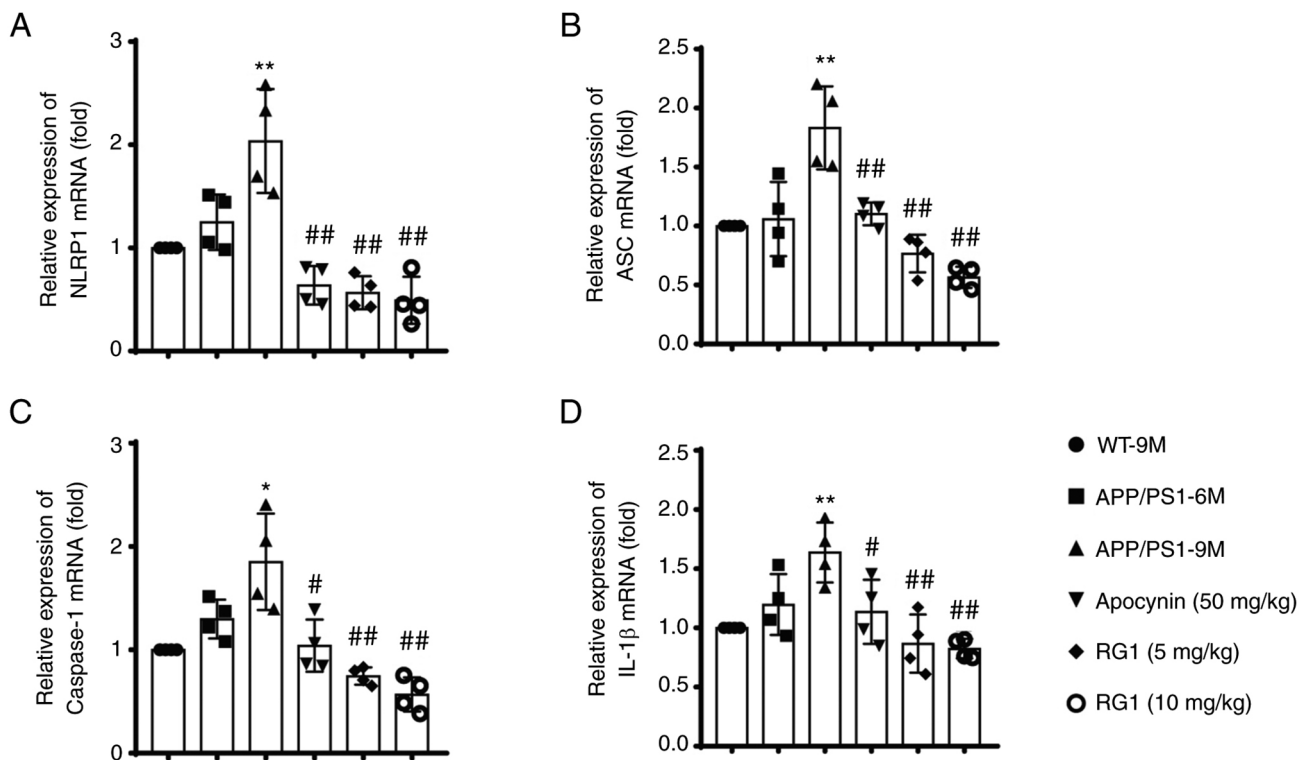 A
Relative expression of
NLRP1 mRNA (fold)
3
2
1
0
**
##
##
##
B
Relative expression of
ASC mRNA (fold)
2.5
2.0
1.5
1.0
0.5
0.0
**
##
##
##
C
Relative expression of
Caspase-1 mRNA (fold)
3
2
1
0
*
#
##
##
D
Relative expression of
IL-1β mRNA (fold)
2.5
2.0
1.5
1.0
0.5
0.0
**
#
##
##
WT-9M
APP/PS1-6M
APP/PS1-9M
Apocynin (50 mg/kg)
RG1 (5 mg/kg)
RG1 (10 mg/kg)